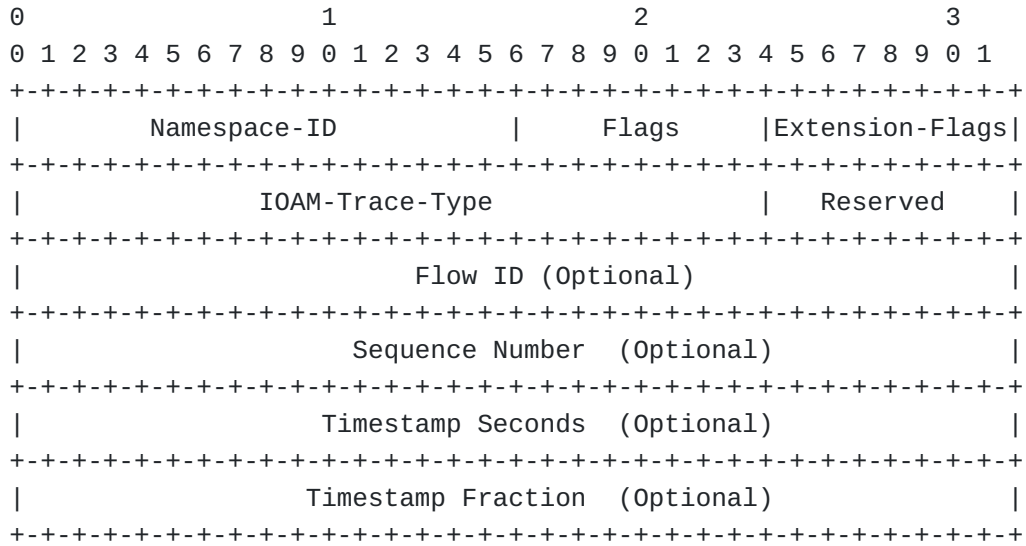 0                   1                   2                   3
0 1 2 3 4 5 6 7 8 9 0 1 2 3 4 5 6 7 8 9 0 1 2 3 4 5 6 7 8 9 0 1
+-+-+-+-+-+-+-+-+-+-+-+-+-+-+-+-+-+-+-+-+-+-+-+-+-+-+-+-+-+-+-+-+
|        Namespace-ID           |     Flags     |Extension-Flags|
+-+-+-+-+-+-+-+-+-+-+-+-+-+-+-+-+-+-+-+-+-+-+-+-+-+-+-+-+-+-+-+-+
|               IOAM-Trace-Type                 |   Reserved    |
+-+-+-+-+-+-+-+-+-+-+-+-+-+-+-+-+-+-+-+-+-+-+-+-+-+-+-+-+-+-+-+-+
|                         Flow ID (Optional)                    |
+-+-+-+-+-+-+-+-+-+-+-+-+-+-+-+-+-+-+-+-+-+-+-+-+-+-+-+-+-+-+-+-+
|                     Sequence Number  (Optional)               |
+-+-+-+-+-+-+-+-+-+-+-+-+-+-+-+-+-+-+-+-+-+-+-+-+-+-+-+-+-+-+-+-+
|                   Timestamp Seconds  (Optional)               |
+-+-+-+-+-+-+-+-+-+-+-+-+-+-+-+-+-+-+-+-+-+-+-+-+-+-+-+-+-+-+-+-+
|                  Timestamp Fraction  (Optional)               |
+-+-+-+-+-+-+-+-+-+-+-+-+-+-+-+-+-+-+-+-+-+-+-+-+-+-+-+-+-+-+-+-+